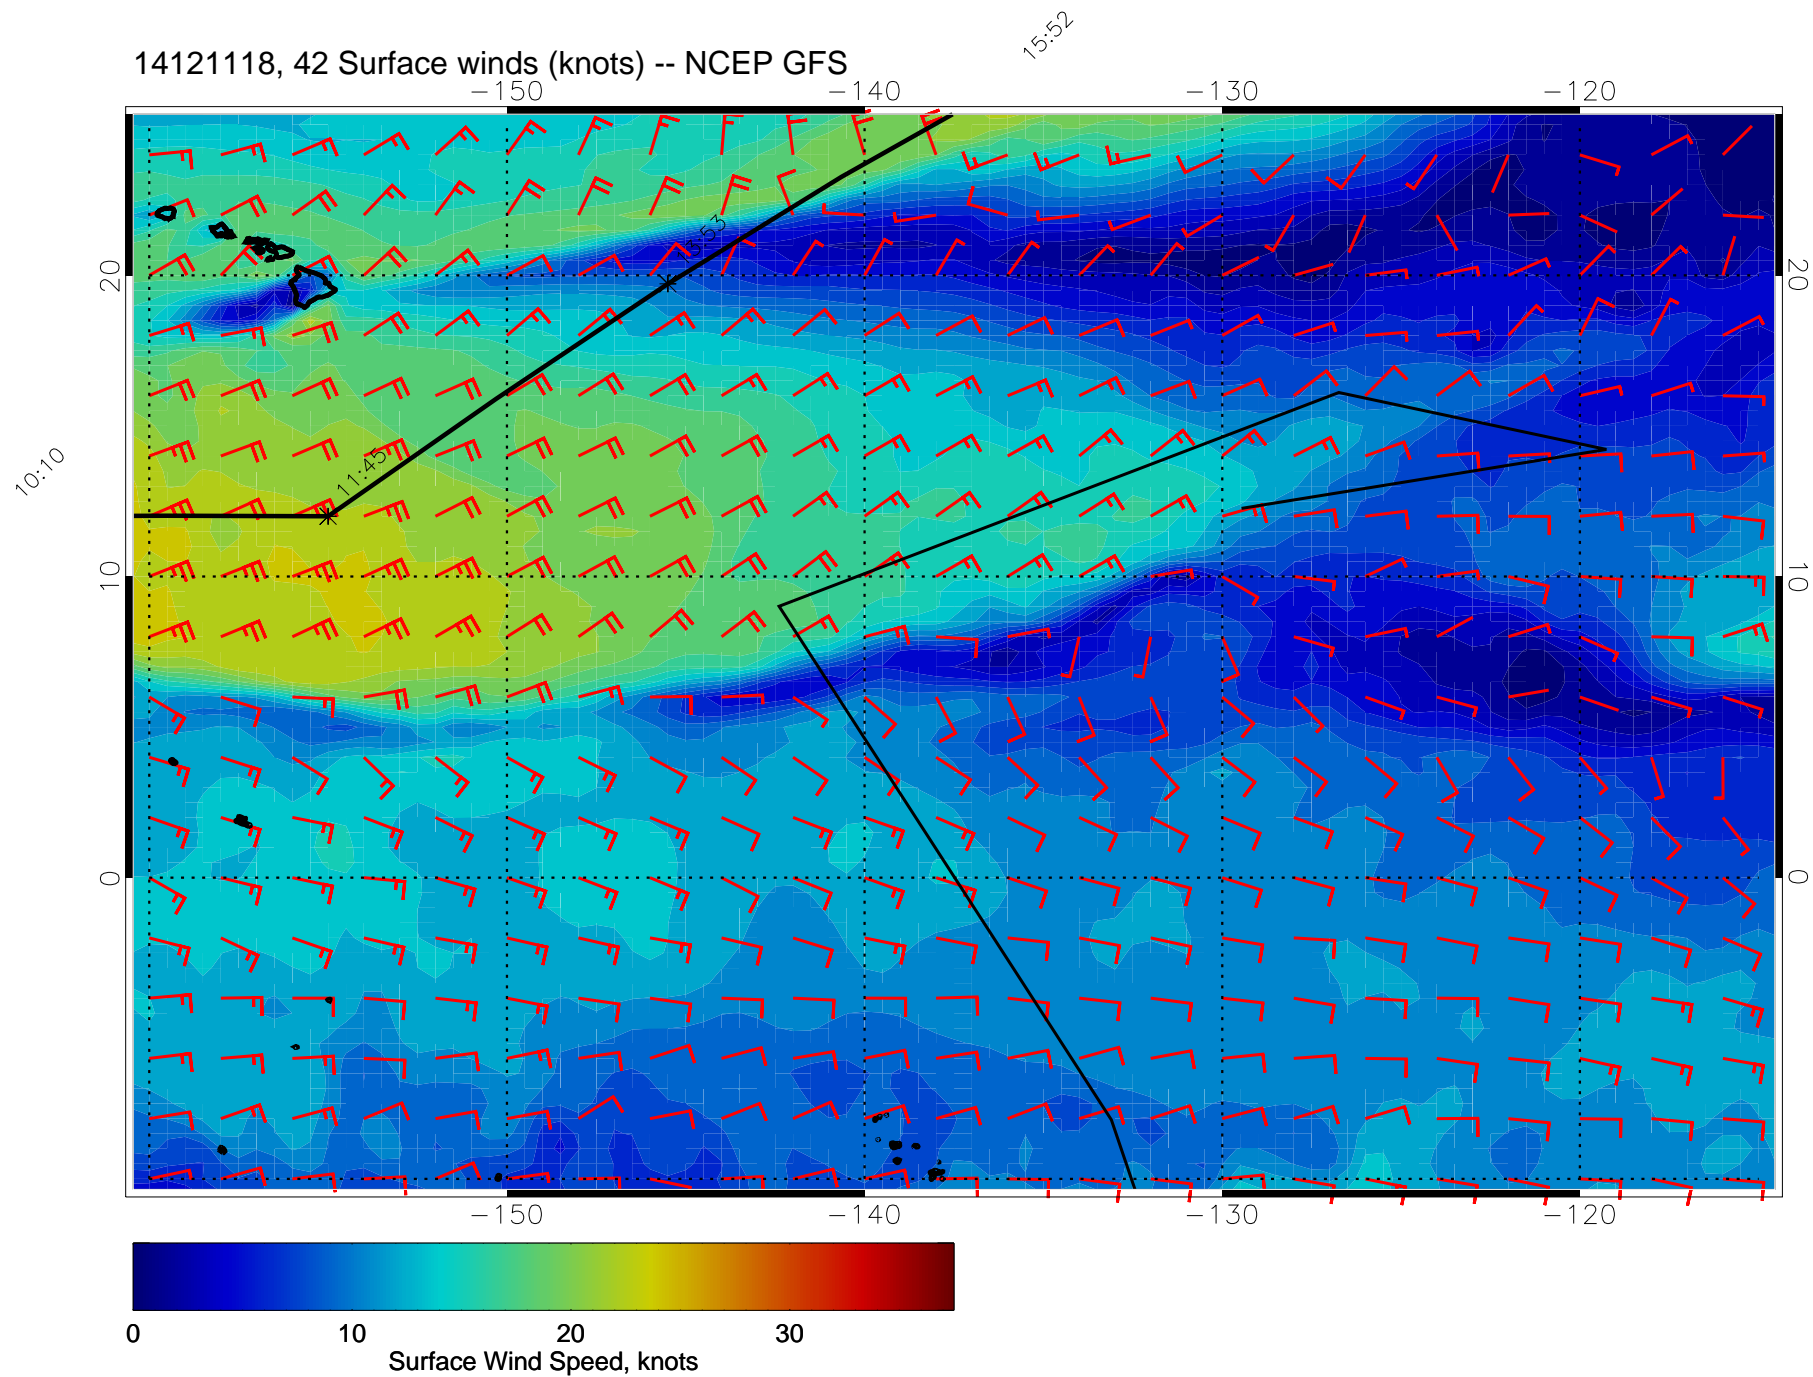 15:52
14121118, 42 Surface winds (knots) -- NCEP GFS
−150 −140 −130 −120
20 20
10:10
11:45
10 10
0 0
−150 −140 −130 −120
0 10 20 30
Surface Wind Speed, knots